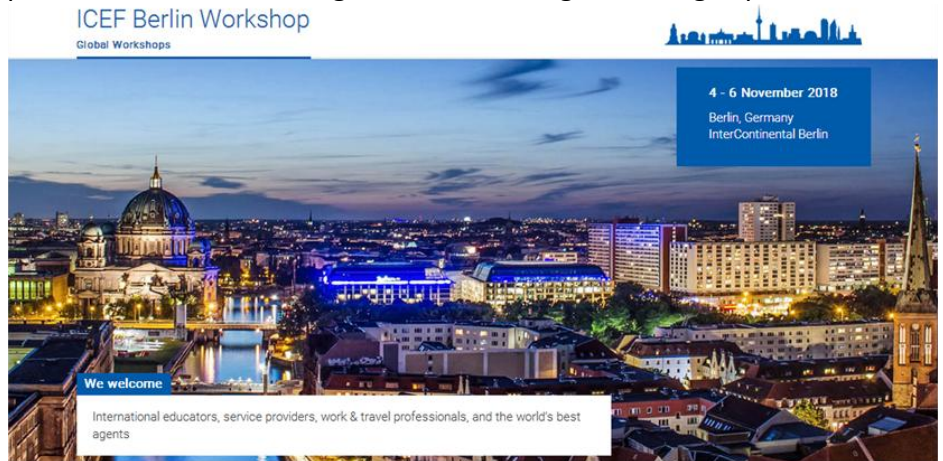 ICEF Berlin Workshop
Global Workshops
4 - 6 November 2018
Berlin, Germany
InterContinental Berlin
We welcome
International educators, service providers, work & travel professionals, and the world's best
agents